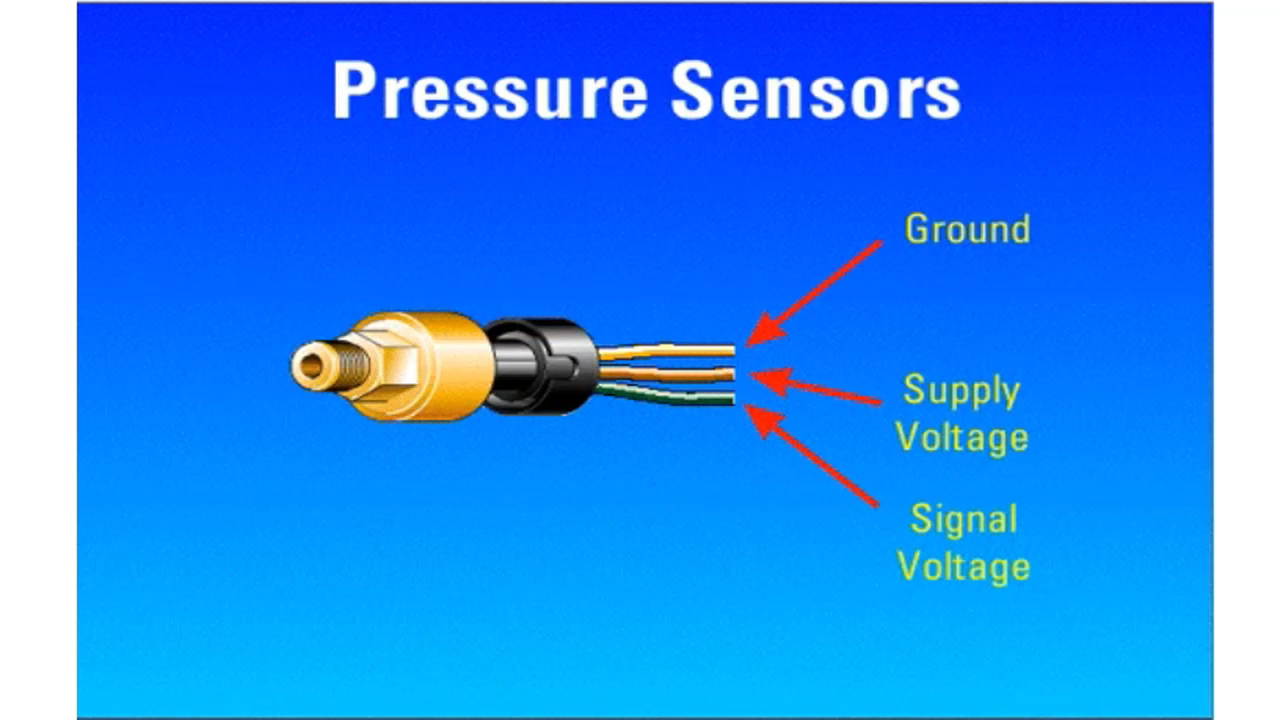 Pressure Sensors
Ground
Supply
Voltage
Signal
Voltage